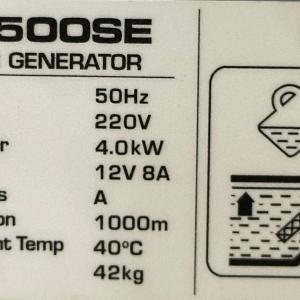 500SE
GENERATOR
50Hz
220V
r 4.0kW
12V 8A
s A
on 1000m
nt Temp 40°C
42kg